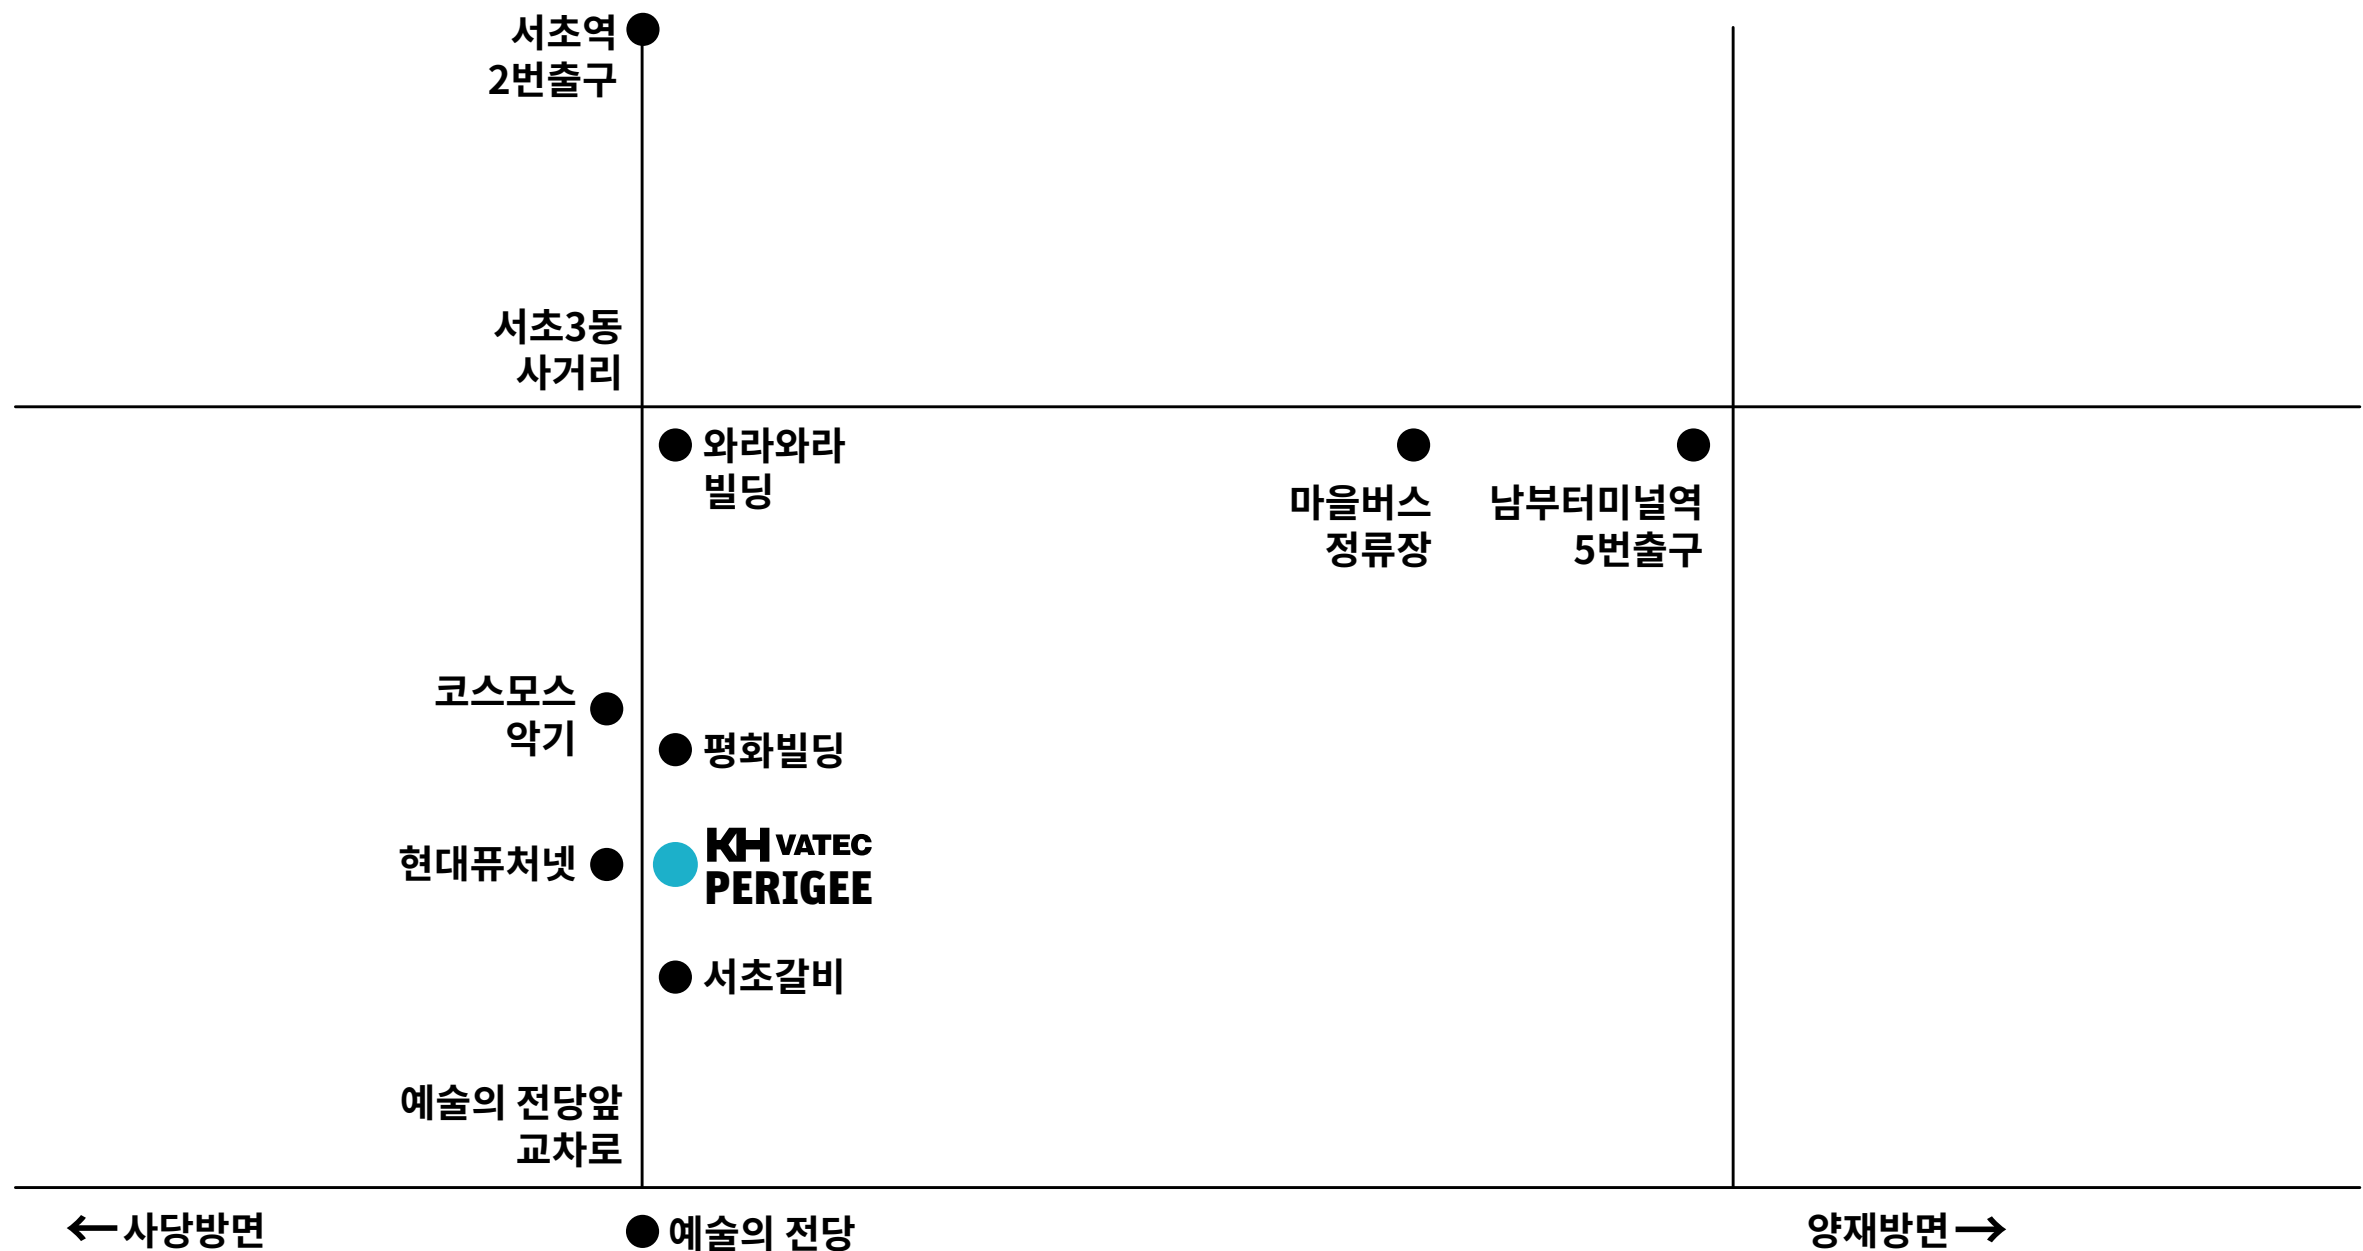 서초역
2번출구
서초3동
사거리
와라와라
빌딩
마을버스
정류장
남부터미널역
5번출구
코스모스
악기
평화빌딩
현대퓨처넷
KH VATEC
PERIGEE
서초갈비
예술의 전당앞
교차로
←사당방면
예술의 전당
양재방면→